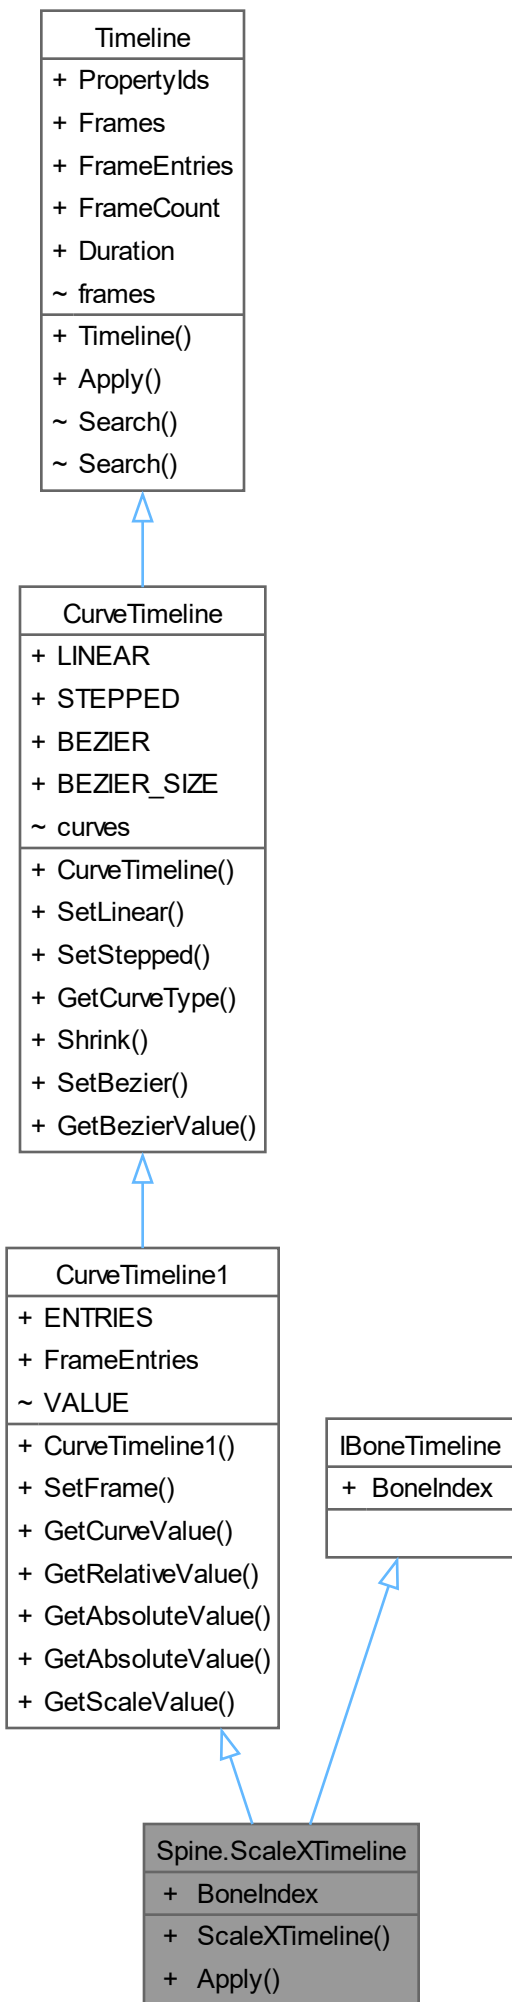 Timeline
+ PropertyIds
+ Frames
+ FrameEntries
+ FrameCount
+ Duration
~ frames
+ Timeline()
+ Apply()
~ Search()
~ Search()
CurveTimeline
+ LINEAR
+ STEPPED
+ BEZIER
+ BEZIER_SIZE
~ curves
+ CurveTimeline()
+ SetLinear()
+ SetStepped()
+ GetCurveType()
+ Shrink()
+ SetBezier()
+ GetBezierValue()
CurveTimeline1
+ ENTRIES
+ FrameEntries
~ VALUE
+ CurveTimeline1()
+ SetFrame()
+ GetCurveValue()
+ GetRelativeValue()
+ GetAbsoluteValue()
+ GetAbsoluteValue()
+ GetScaleValue()
IBoneTimeline
+ BoneIndex
Spine.ScaleXTimeline
+ BoneIndex
+ ScaleXTimeline()
+ Apply()